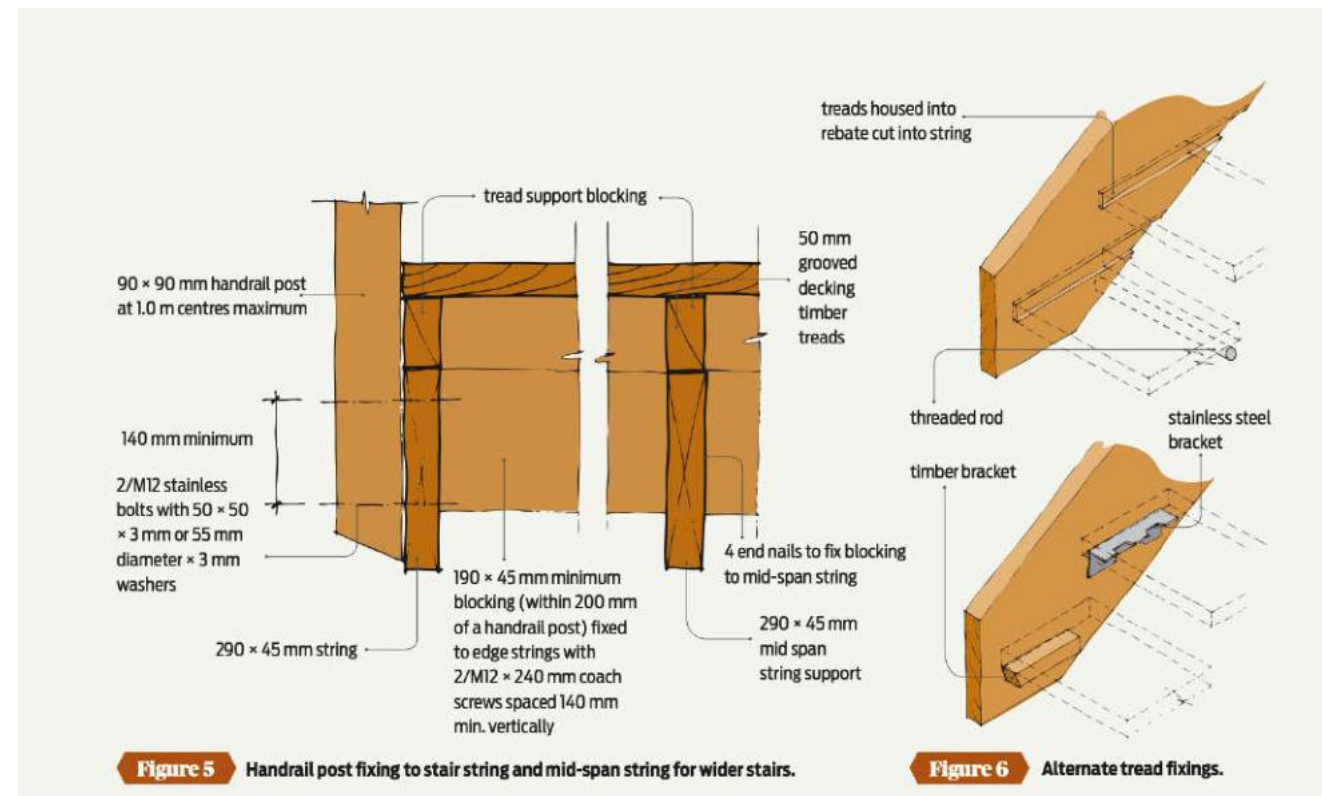 tread support blocking
90 × 90 mm handrail post
at 1.0 m centres maximum
50 mm
grooved
decking
timber
treads
140 mm minimum
2/M12 stainless
bolts with 50 × 50
× 3 mm or 55 mm
diameter × 3 mm
washers
290 × 45 mm string
190 × 45 mm minimum
blocking (within 200 mm
of a handrail post) fixed
to edge strings with
2/M12 × 240 mm coach
screws spaced 140 mm
min. vertically
4 end nails to fix blocking
to mid-span string
290 × 45 mm
mid span
string support
Figure 5 Handrail post fixing to stair string and mid-span string for wider stairs.
treads housed into
rebate cut into string
threaded rod
stainless steel
bracket
timber bracket
Figure 6 Alternate tread fixings.